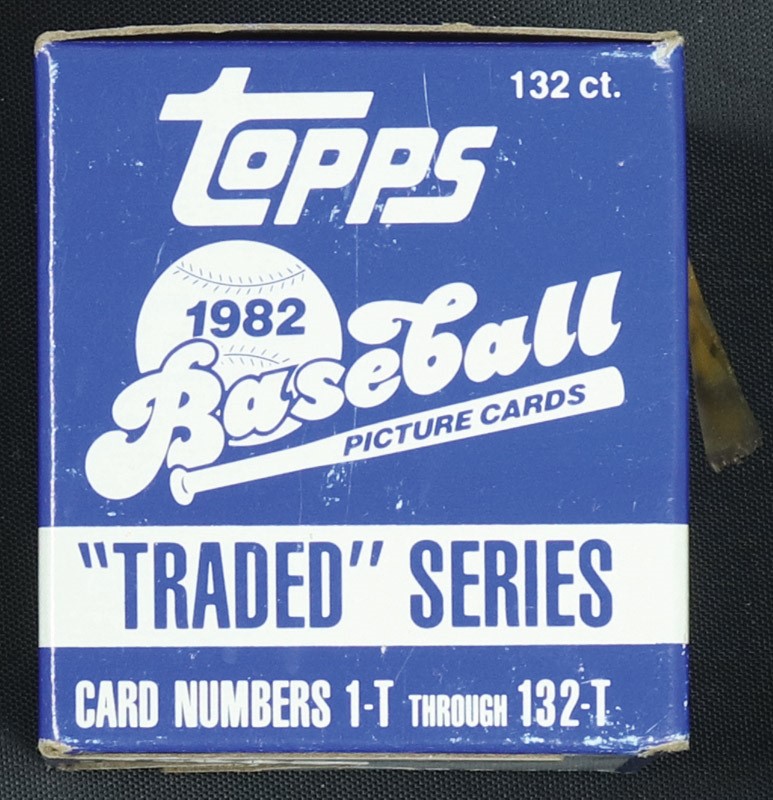 132 ct.
Topps
1982
Baseball
PICTURE CARDS
"TRADED" SERIES
CARD NUMBERS 1-T THROUGH 132-T